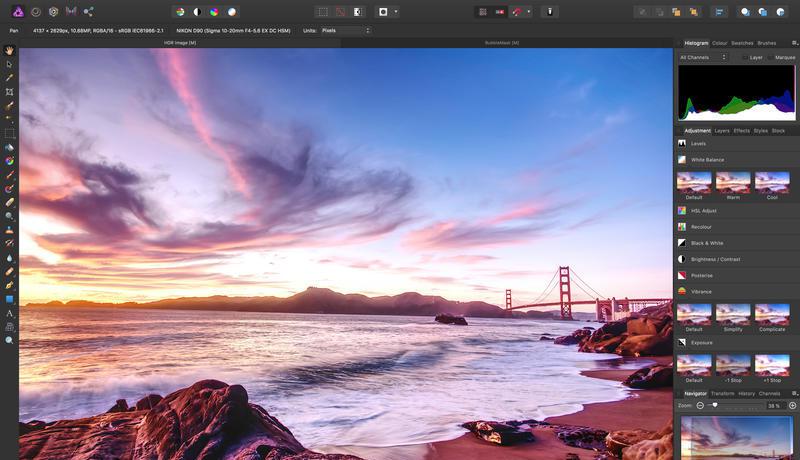 Pan 4137 × 2629px, 10.88MP, RGBA/16 - sRGB IEC61966-2.1 NIKON D90 (Sigma 10-20mm F4-5.6 EX DC HSM) Units: Pixels
HDR Image [M] BubbleMask [M]
Histogram Colour Swatches Brushes
All Channels Layer Marquee
Adjustment Layers Effects Styles Stock
Levels
White Balance
Default Warm Cool
HSL Adjust
Recolour
Black & White
Brightness / Contrast
Posterise
Vibrance
Default Simplify Complicate
Exposure
Default -1 Stop +1 Stop
Navigator Transform History Channels
Zoom: 38 %
A